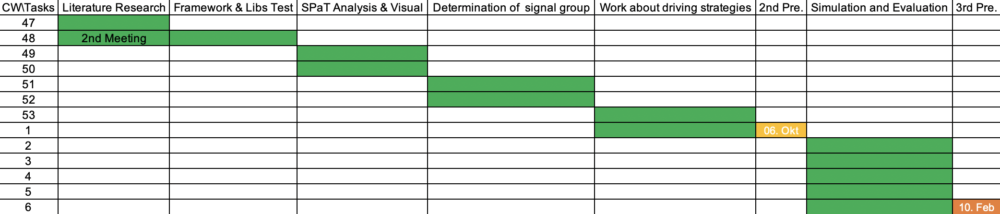 CW\Tasks Literature Research Framework & Libs Test SPaT Analysis & Visual Determination of signal group Work about driving strategies 2nd Pre. Simulation and Evaluation 3rd Pre.
47
48 2nd Meeting
49
50
51
52
53
1 06. Okt
2
3
4
5
6 10. Feb